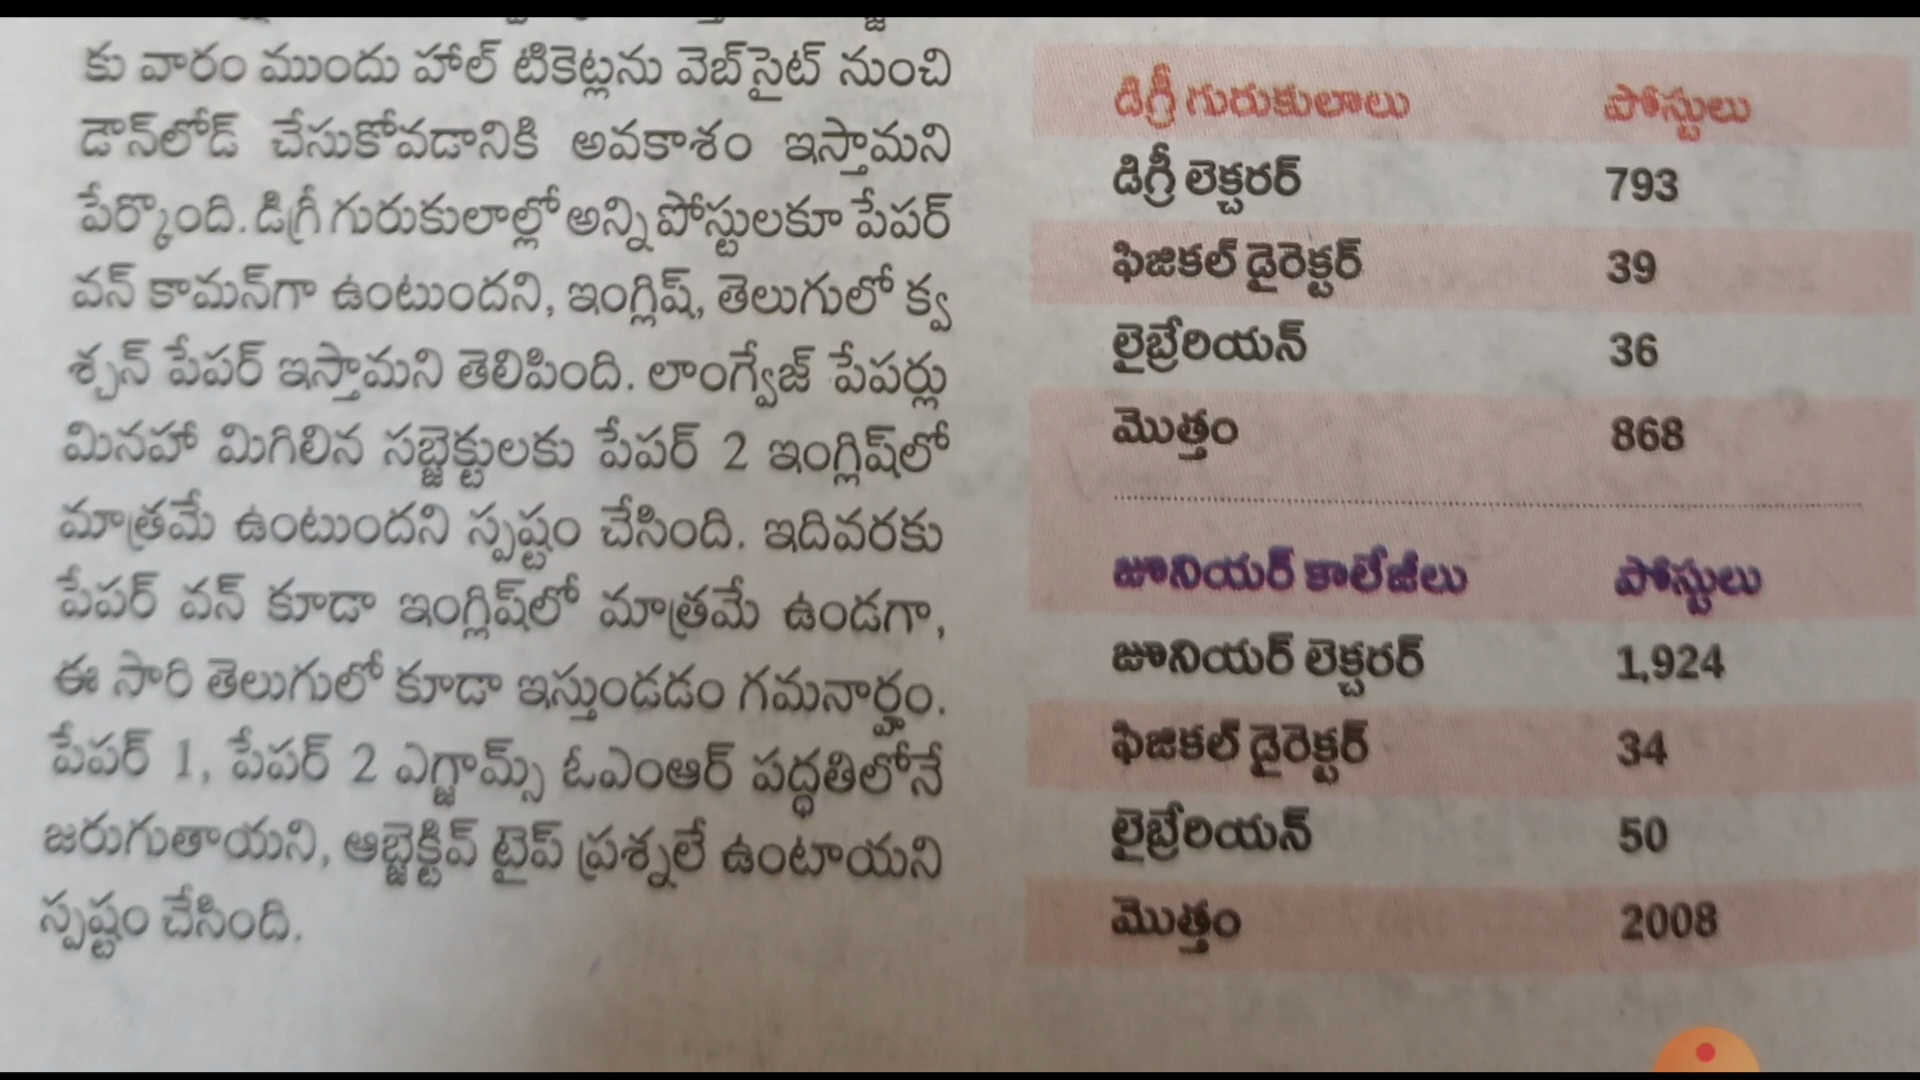 కు వారం ముందు హాల్ టికెట్లను వెబ్‌సైట్ నుంచి
డౌన్‌లోడ్ చేసుకోవడానికి అవకాశం ఇస్తామని
పేర్కొంది. డిగ్రీ గురుకులాల్లో అన్ని పోస్టులకూ పేపర్
వన్ కామన్‌గా ఉంటుందని, ఇంగ్లిష్, తెలుగులో క్వ
శ్చన్ పేపర్ ఇస్తామని తెలిపింది. లాంగ్వేజ్ పేపర్లు
మినహా మిగిలిన సబ్జెక్టులకు పేపర్ 2 ఇంగ్లిష్‌లో
మాత్రమే ఉంటుందని స్పష్టం చేసింది. ఇదివరకు
పేపర్ వన్ కూడా ఇంగ్లిష్‌లో మాత్రమే ఉండగా,
ఈ సారి తెలుగులో కూడా ఇస్తుండడం గమనార్హం.
పేపర్ 1, పేపర్ 2 ఎగ్జామ్స్ ఓఎంఆర్ పద్ధతిలోనే
జరుగుతాయని, ఆబ్జెక్టివ్ టైప్ ప్రశ్నలే ఉంటాయని
స్పష్టం చేసింది.
డిగ్రీ గురుకులాలు పోస్టులు
డిగ్రీ లెక్చరర్ 793
ఫిజికల్ డైరెక్టర్ 39
లైబ్రేరియన్ 36
మొత్తం 868
జూనియర్ కాలేజీలు పోస్టులు
జూనియర్ లెక్చరర్ 1,924
ఫిజికల్ డైరెక్టర్ 34
లైబ్రేరియన్ 50
మొత్తం 2008